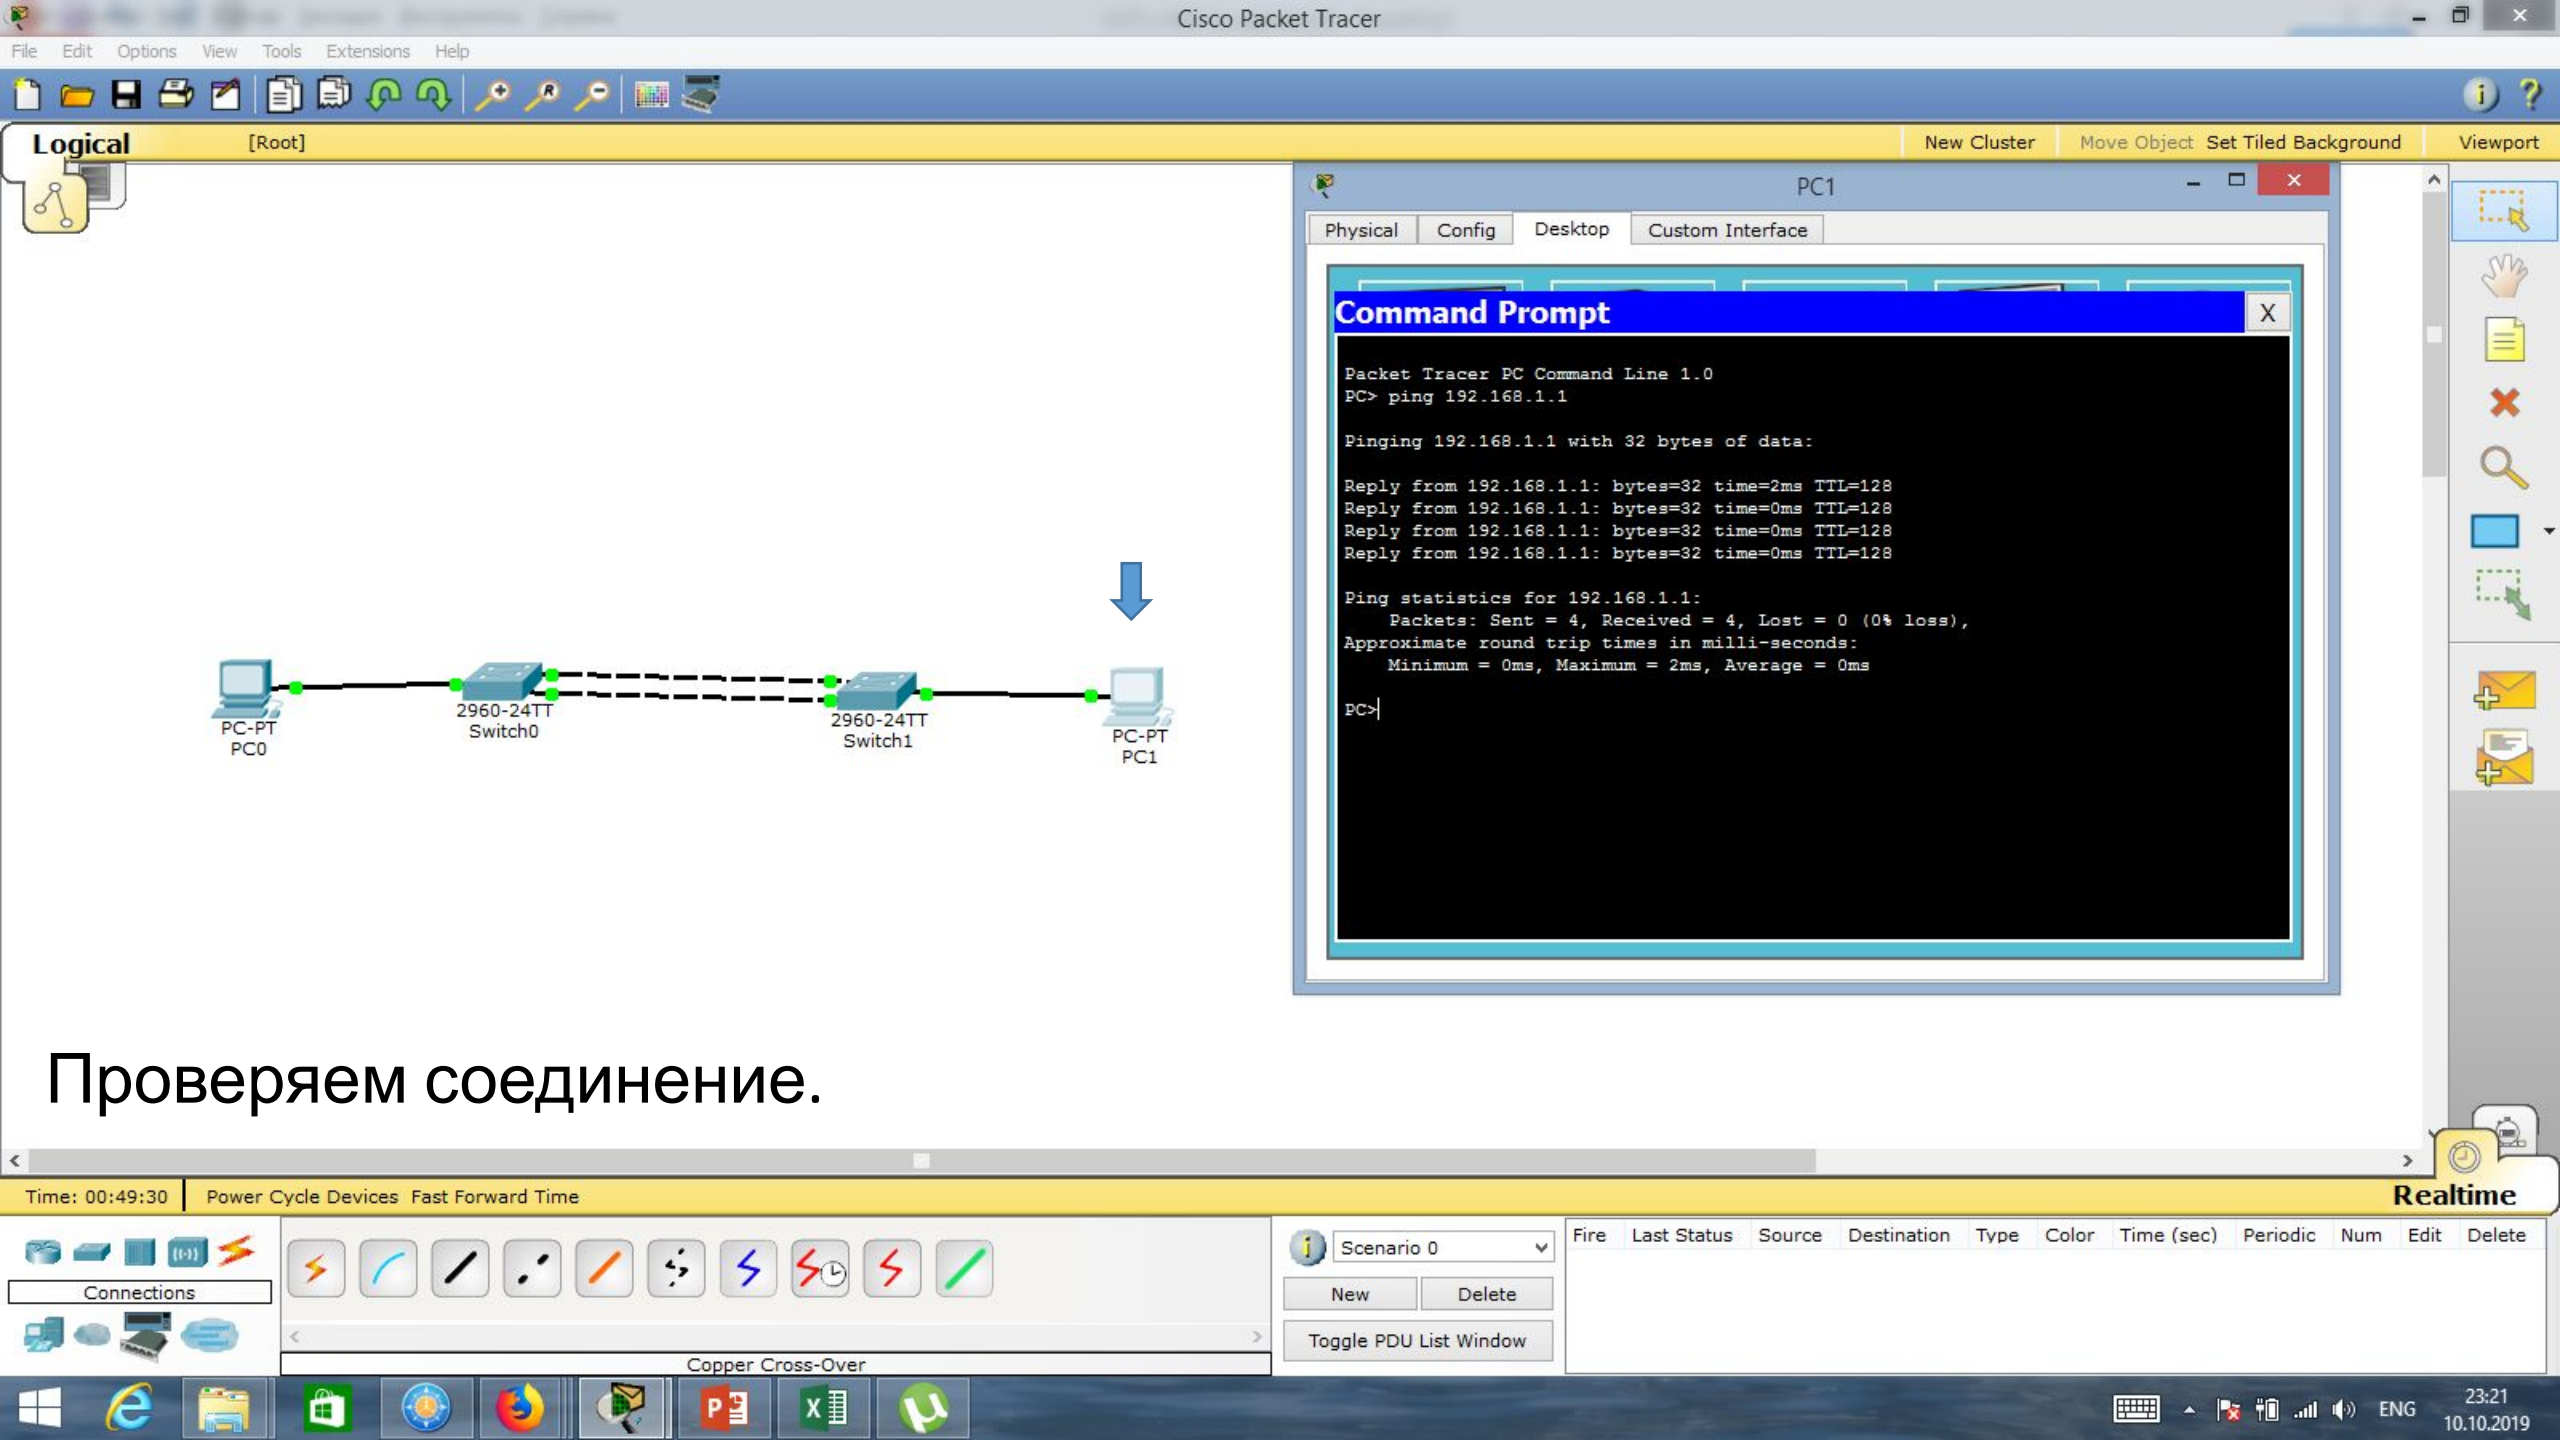 Cisco Packet Tracer
File Edit Options View Tools Extensions Help
Logical [Root] New Cluster Move Object Set Tiled Background Viewport
PC1
Physical Config Desktop Custom Interface
Command Prompt X
Packet Tracer PC Command Line 1.0
PC> ping 192.168.1.1
Pinging 192.168.1.1 with 32 bytes of data:
Reply from 192.168.1.1: bytes=32 time=2ms TTL=128
Reply from 192.168.1.1: bytes=32 time=0ms TTL=128
Reply from 192.168.1.1: bytes=32 time=0ms TTL=128
Reply from 192.168.1.1: bytes=32 time=0ms TTL=128
Ping statistics for 192.168.1.1:
Packets: Sent = 4, Received = 4, Lost = 0 (0% loss),
Approximate round trip times in milli-seconds:
Minimum = 0ms, Maximum = 2ms, Average = 0ms
PC>
PC-PT
PC0
2960-24TT
Switch0
2960-24TT
Switch1
PC-PT
PC1
Проверяем соединение.
Time: 00:49:30 Power Cycle Devices Fast Forward Time Realtime
Connections
Copper Cross-Over
Scenario 0
New Delete
Toggle PDU List Window
Fire Last Status Source Destination Type Color Time (sec) Periodic Num Edit Delete
ENG
23:21
10.10.2019